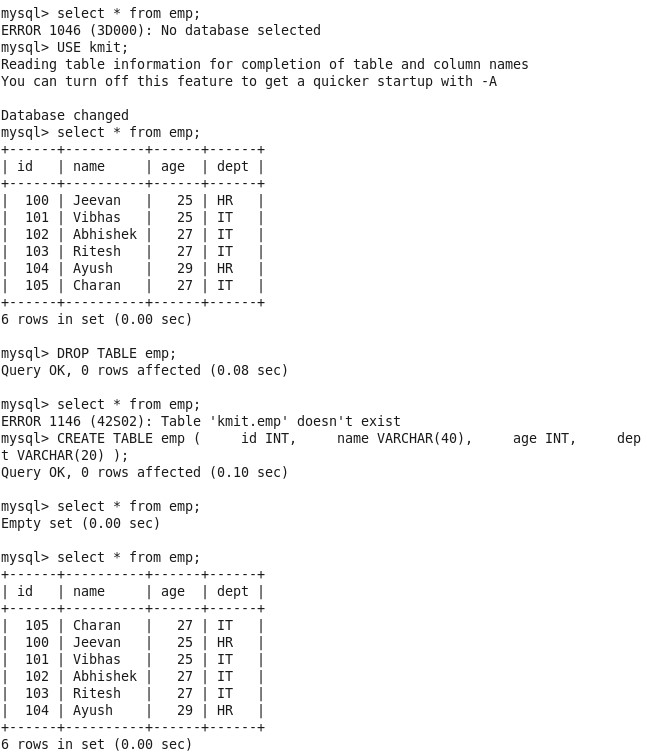 mysql> select * from emp;
ERROR 1046 (3D000): No database selected
mysql> USE kmit;
Reading table information for completion of table and column names
You can turn off this feature to get a quicker startup with -A

Database changed
mysql> select * from emp;
+------+----------+------+------+
| id   | name     | age  | dept |
+------+----------+------+------+
|  100 | Jeevan   |   25 | HR   |
|  101 | Vibhas   |   25 | IT   |
|  102 | Abhishek |   27 | IT   |
|  103 | Ritesh   |   27 | IT   |
|  104 | Ayush    |   29 | HR   |
|  105 | Charan   |   27 | IT   |
+------+----------+------+------+
6 rows in set (0.00 sec)

mysql> DROP TABLE emp;
Query OK, 0 rows affected (0.08 sec)

mysql> select * from emp;
ERROR 1146 (42S02): Table 'kmit.emp' doesn't exist
mysql> CREATE TABLE emp (     id INT,     name VARCHAR(40),     age INT,     dep
t VARCHAR(20) );
Query OK, 0 rows affected (0.10 sec)

mysql> select * from emp;
Empty set (0.00 sec)

mysql> select * from emp;
+------+----------+------+------+
| id   | name     | age  | dept |
+------+----------+------+------+
|  105 | Charan   |   27 | IT   |
|  100 | Jeevan   |   25 | HR   |
|  101 | Vibhas   |   25 | IT   |
|  102 | Abhishek |   27 | IT   |
|  103 | Ritesh   |   27 | IT   |
|  104 | Ayush    |   29 | HR   |
+------+----------+------+------+
6 rows in set (0.00 sec)